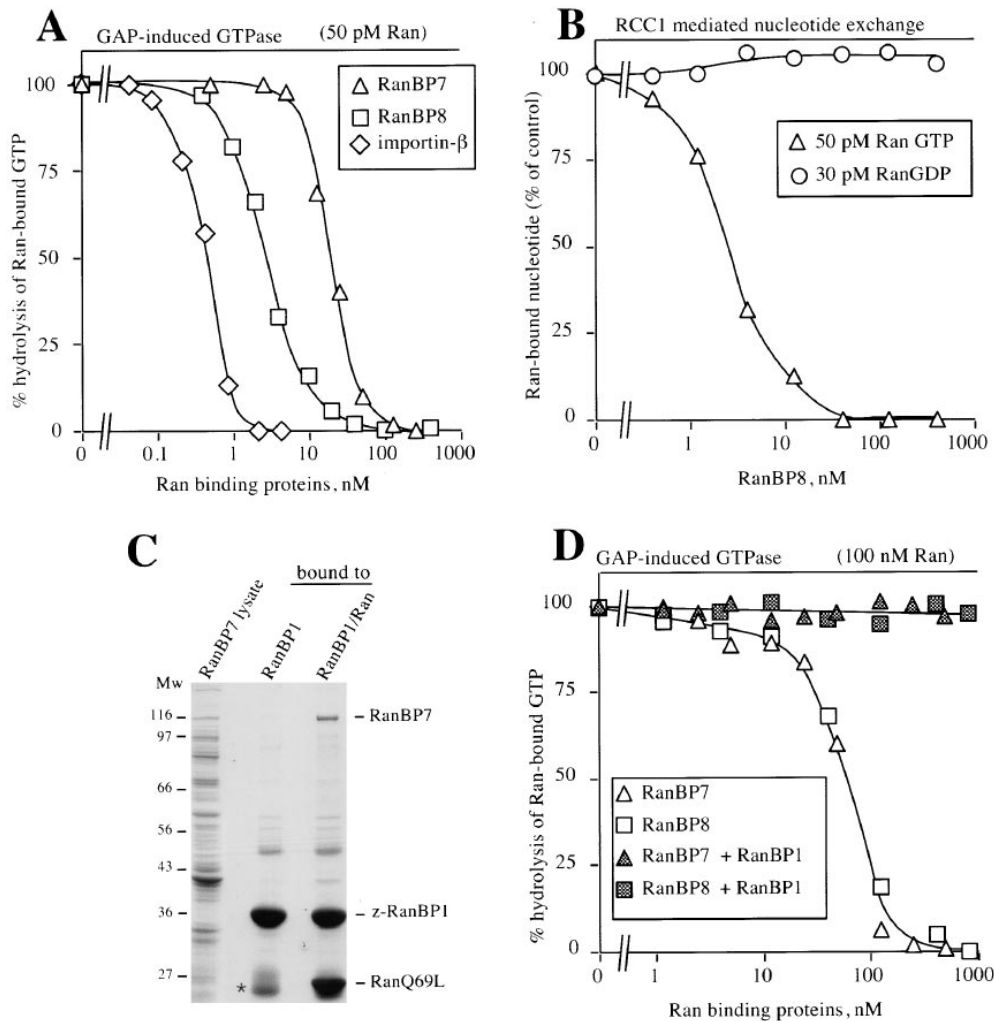 A
GAP-induced GTPase (50 pM Ran)
RanBP7
RanBP8
importin-β
% hydrolysis of Ran-bound GTP
100
75
50
25
0
0 0.1 1 10 100 1000
Ran binding proteins, nM
B
RCC1 mediated nucleotide exchange
50 pM Ran GTP
30 pM RanGDP
Ran-bound nucleotide (% of control)
100
75
50
25
0
0 1 10 100 1000
RanBP8, nM
C
bound to
RanBP7 lysate
RanBP1
RanBP1/Ran
Mw
116
97
66
56
43
36
27
RanBP7
z-RanBP1
RanQ69L
*
D
GAP-induced GTPase (100 nM Ran)
% hydrolysis of Ran-bound GTP
100
75
50
25
0
RanBP7
RanBP8
RanBP7 + RanBP1
RanBP8 + RanBP1
0 1 10 100 1000
Ran binding proteins, nM